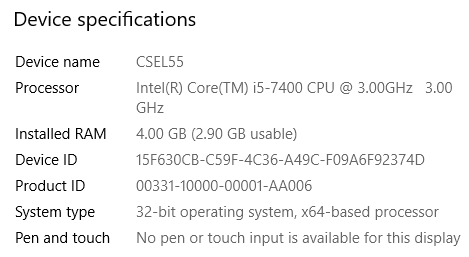 Device specifications
Device name CSEL55
Processor Intel(R) Core(TM) i5-7400 CPU @ 3.00GHz 3.00
GHz
Installed RAM 4.00 GB (2.90 GB usable)
Device ID 15F630CB-C59F-4C36-A49C-F09A6F92374D
Product ID 00331-10000-00001-AA006
System type 32-bit operating system, x64-based processor
Pen and touch No pen or touch input is available for this display